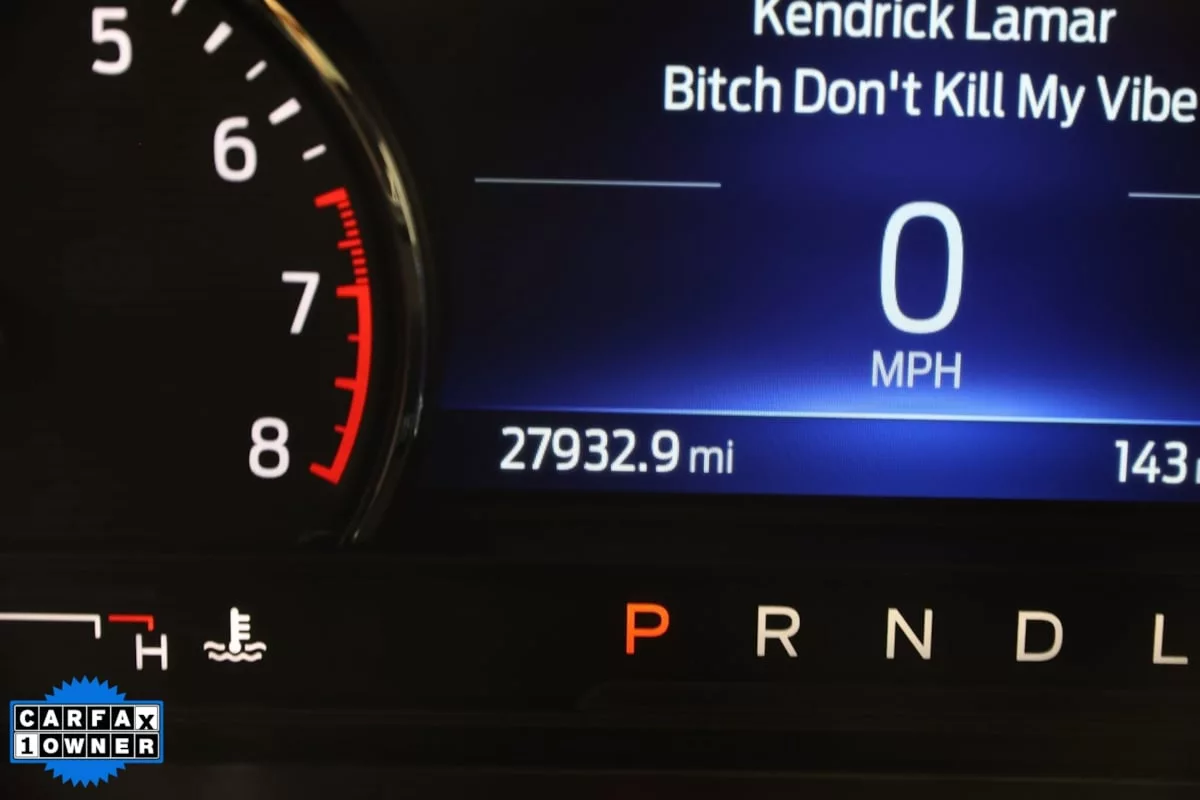 5
6
7
8
Kendrick Lamar
Bitch Don't Kill My Vibe
0
MPH
27932.9 mi
143
H
P R N D L
CARFAX
1 OWNER